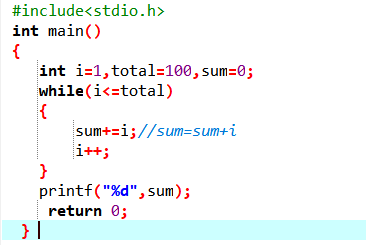 #include<stdio.h>
int main()
{
int i=1,total=100,sum=0;
while(i<=total)
{
sum+=i;//sum=sum+i
i++;
}
printf("%d",sum);
return 0;
}